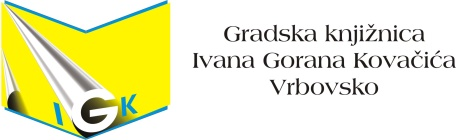 IGK
Gradska knjižnica
Ivana Gorana Kovačića
Vrbovsko